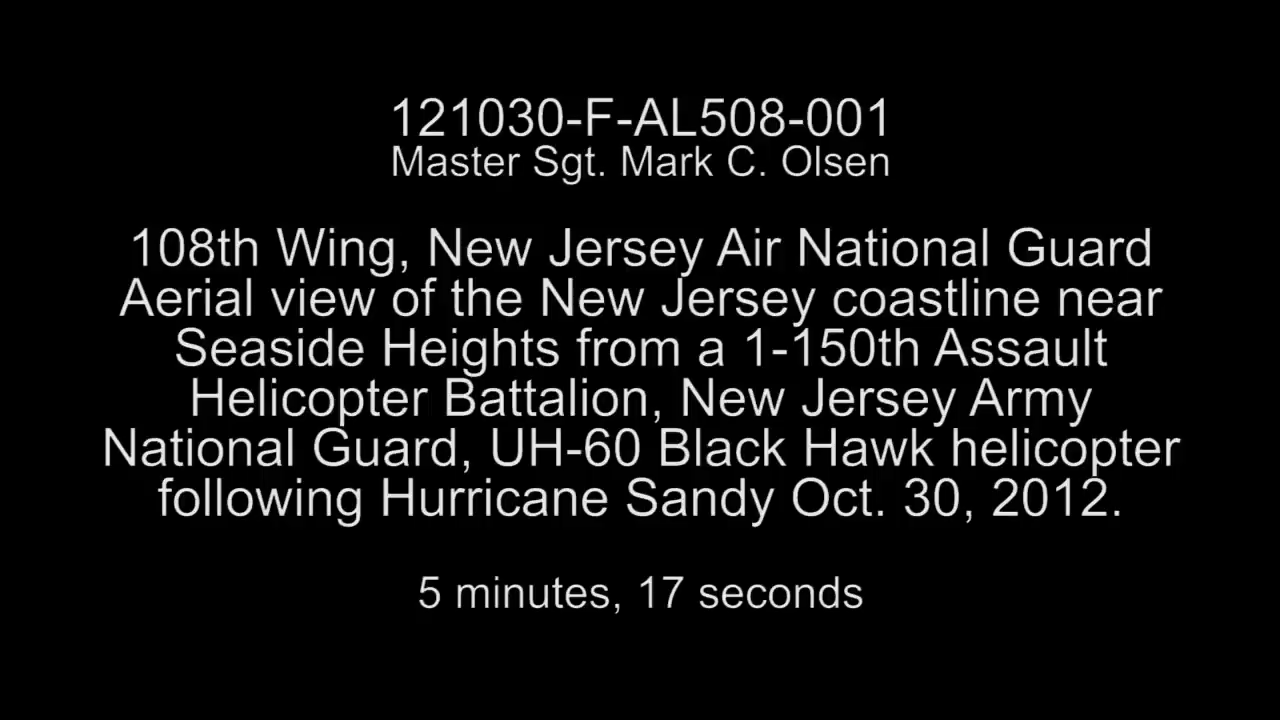 121030-F-AL508-001
Master Sgt. Mark C. Olsen
108th Wing, New Jersey Air National Guard
Aerial view of the New Jersey coastline near
Seaside Heights from a 1-150th Assault
Helicopter Battalion, New Jersey Army
National Guard, UH-60 Black Hawk helicopter
following Hurricane Sandy Oct. 30, 2012.
5 minutes, 17 seconds